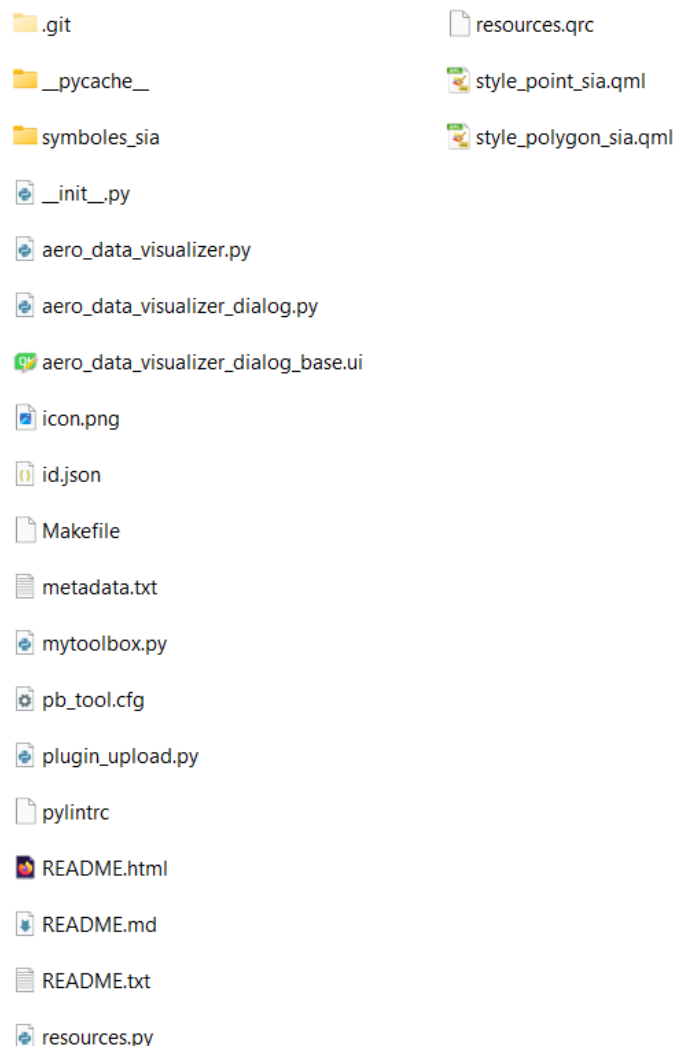 .git
__pycache__
symboles_sia
__init__.py
aero_data_visualizer.py
aero_data_visualizer_dialog.py
aero_data_visualizer_dialog_base.ui
icon.png
id.json
Makefile
metadata.txt
mytoolbox.py
pb_tool.cfg
plugin_upload.py
pylintrc
README.html
README.md
README.txt
resources.py
resources.qrc
style_point_sia.qml
style_polygon_sia.qml